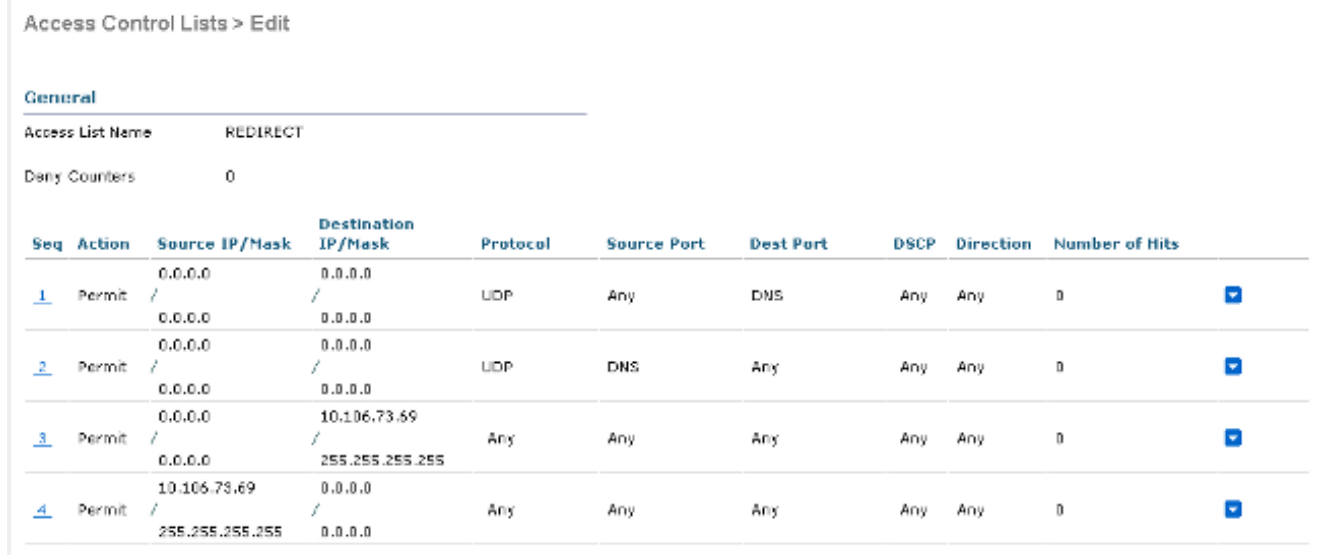 Access Control Lists > Edit
General
Access List Name REDIRECT
Deny Counters 0
Seq Action Source IP/Mask Destination IP/Mask Protocol Source Port Dest Port DSCP Direction Number of Hits
1 Permit 0.0.0.0 / 0.0.0.0 0.0.0.0 / 0.0.0.0 UDP Any DNS Any Any 0
2 Permit 0.0.0.0 / 0.0.0.0 0.0.0.0 / 0.0.0.0 UDP DNS Any Any Any 0
3 Permit 0.0.0.0 / 0.0.0.0 10.106.73.69 / 255.255.255.255 Any Any Any Any Any 0
4 Permit 10.106.73.69 / 255.255.255.255 0.0.0.0 / 0.0.0.0 Any Any Any Any Any 0